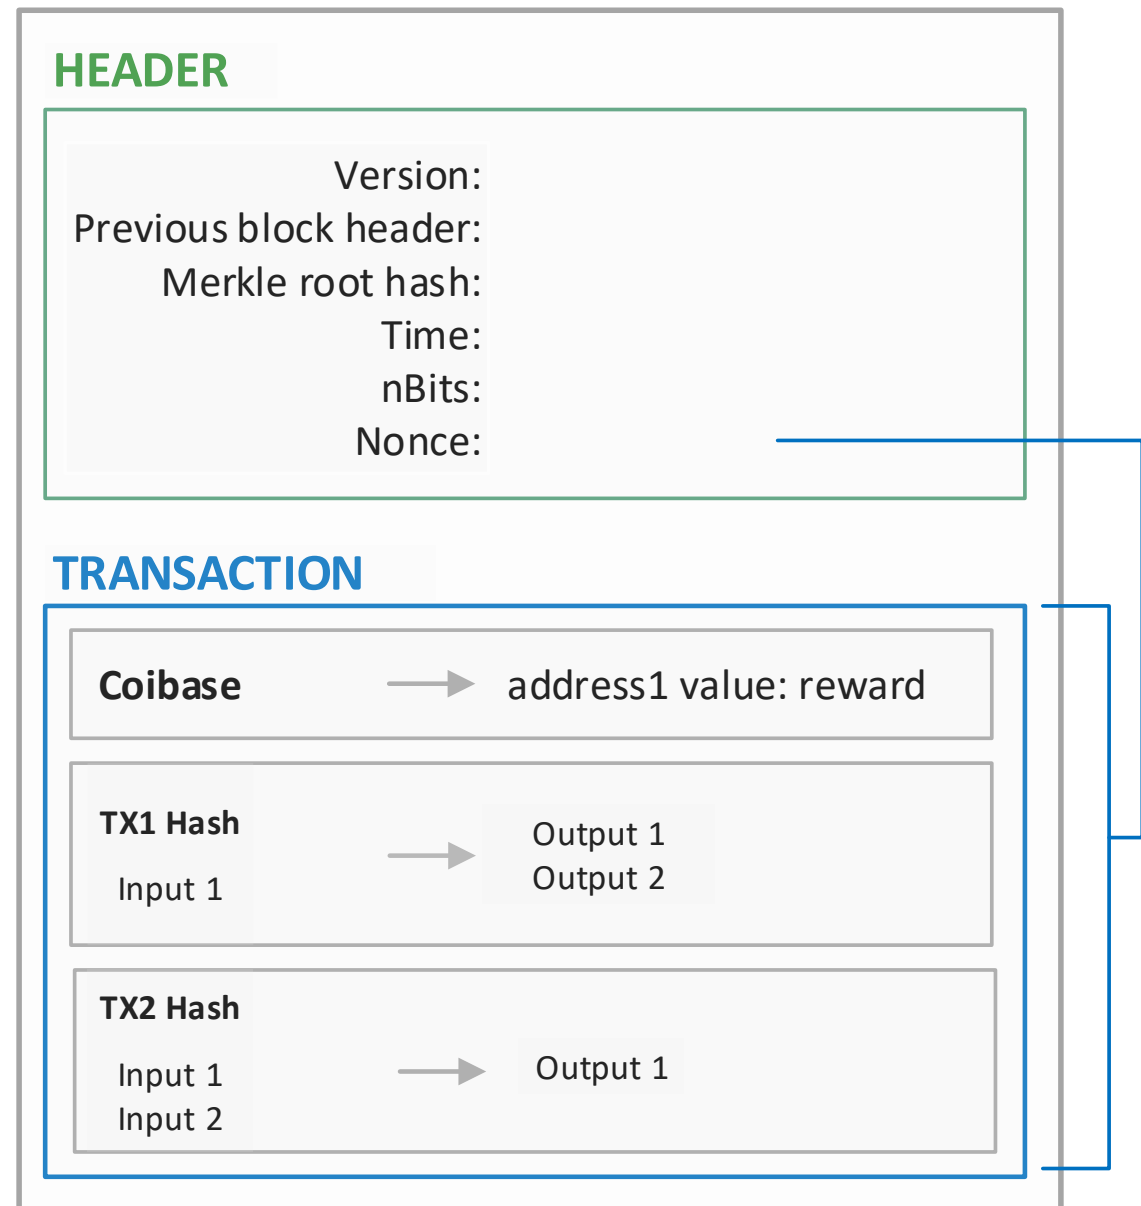 HEADER
Version:
Previous block header:
Merkle root hash:
Time:
nBits:
Nonce:
TRANSACTION
Coibase address1 value: reward
TX1 Hash
Input 1
Output 1
Output 2
TX2 Hash
Input 1
Input 2
Output 1